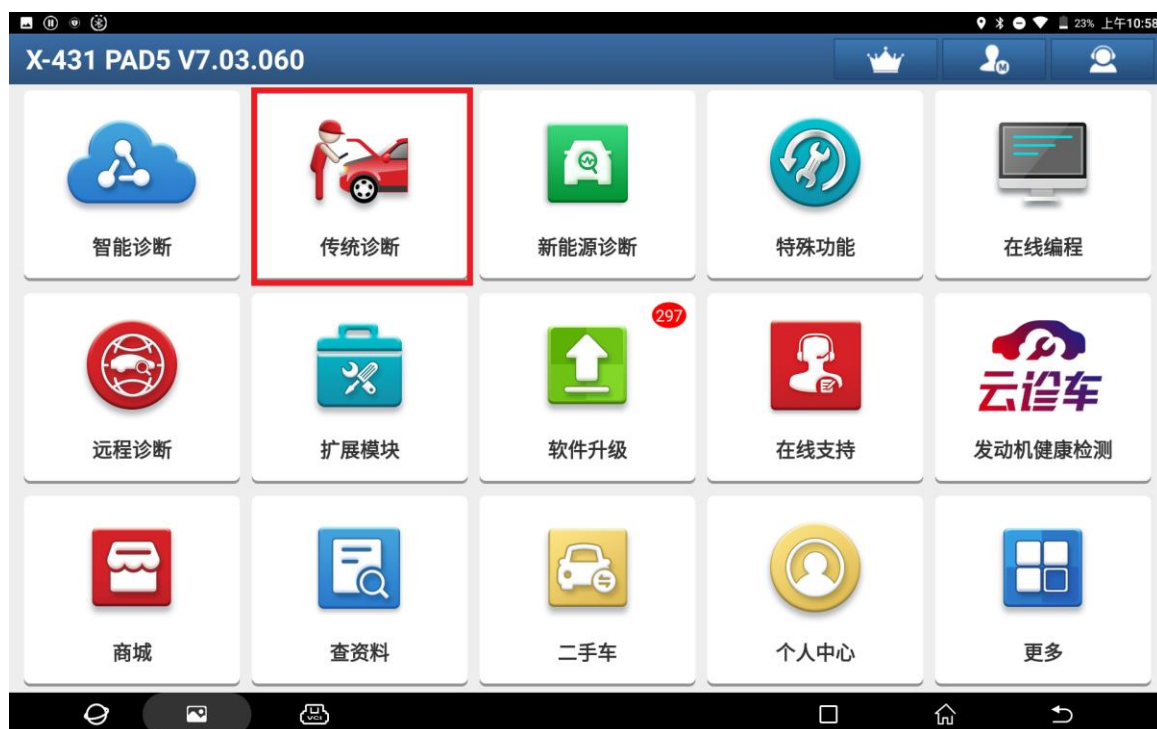 23% 上午10:58
X-431 PAD5 V7.03.060
M
智能诊断
传统诊断
新能源诊断
特殊功能
在线编程
297
云诊车
远程诊断
扩展模块
软件升级
在线支持
发动机健康检测
商城
查资料
二手车
个人中心
更多
VCI